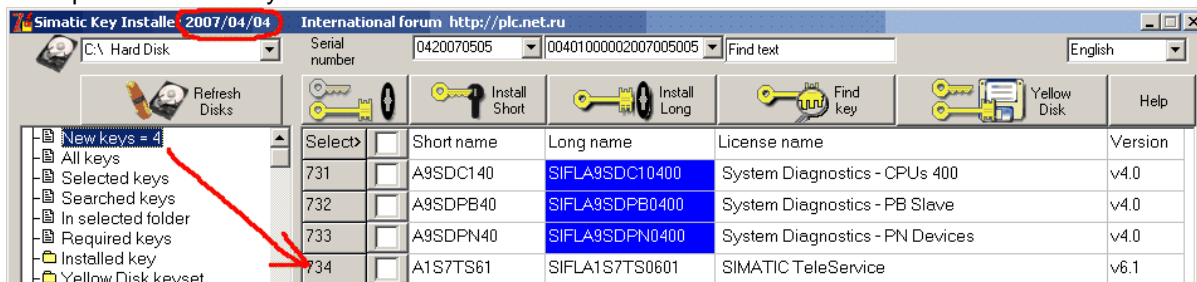 Simatic Key Installer 2007/04/04 International forum http://plc.net.ru
C:\ Hard Disk
Serial number
0420070505
00401000002007005005
Find text
English
Refresh Disks
Install Short
Install Long
Find key
Yellow Disk
Help
New keys = 4
All keys
Selected keys
Searched keys
In selected folder
Required keys
Installed key
Yellow Disk keyset
Select> Short name Long name License name Version
731 A9SDC140 SIFLA9SDC10400 System Diagnostics - CPUs 400 v4.0
732 A9SDPB40 SIFLA9SDPB0400 System Diagnostics - PB Slave v4.0
733 A9SDPN40 SIFLA9SDPN0400 System Diagnostics - PN Devices v4.0
734 A1S7TS61 SIFLA1S7TS0601 SIMATIC TeleService v6.1